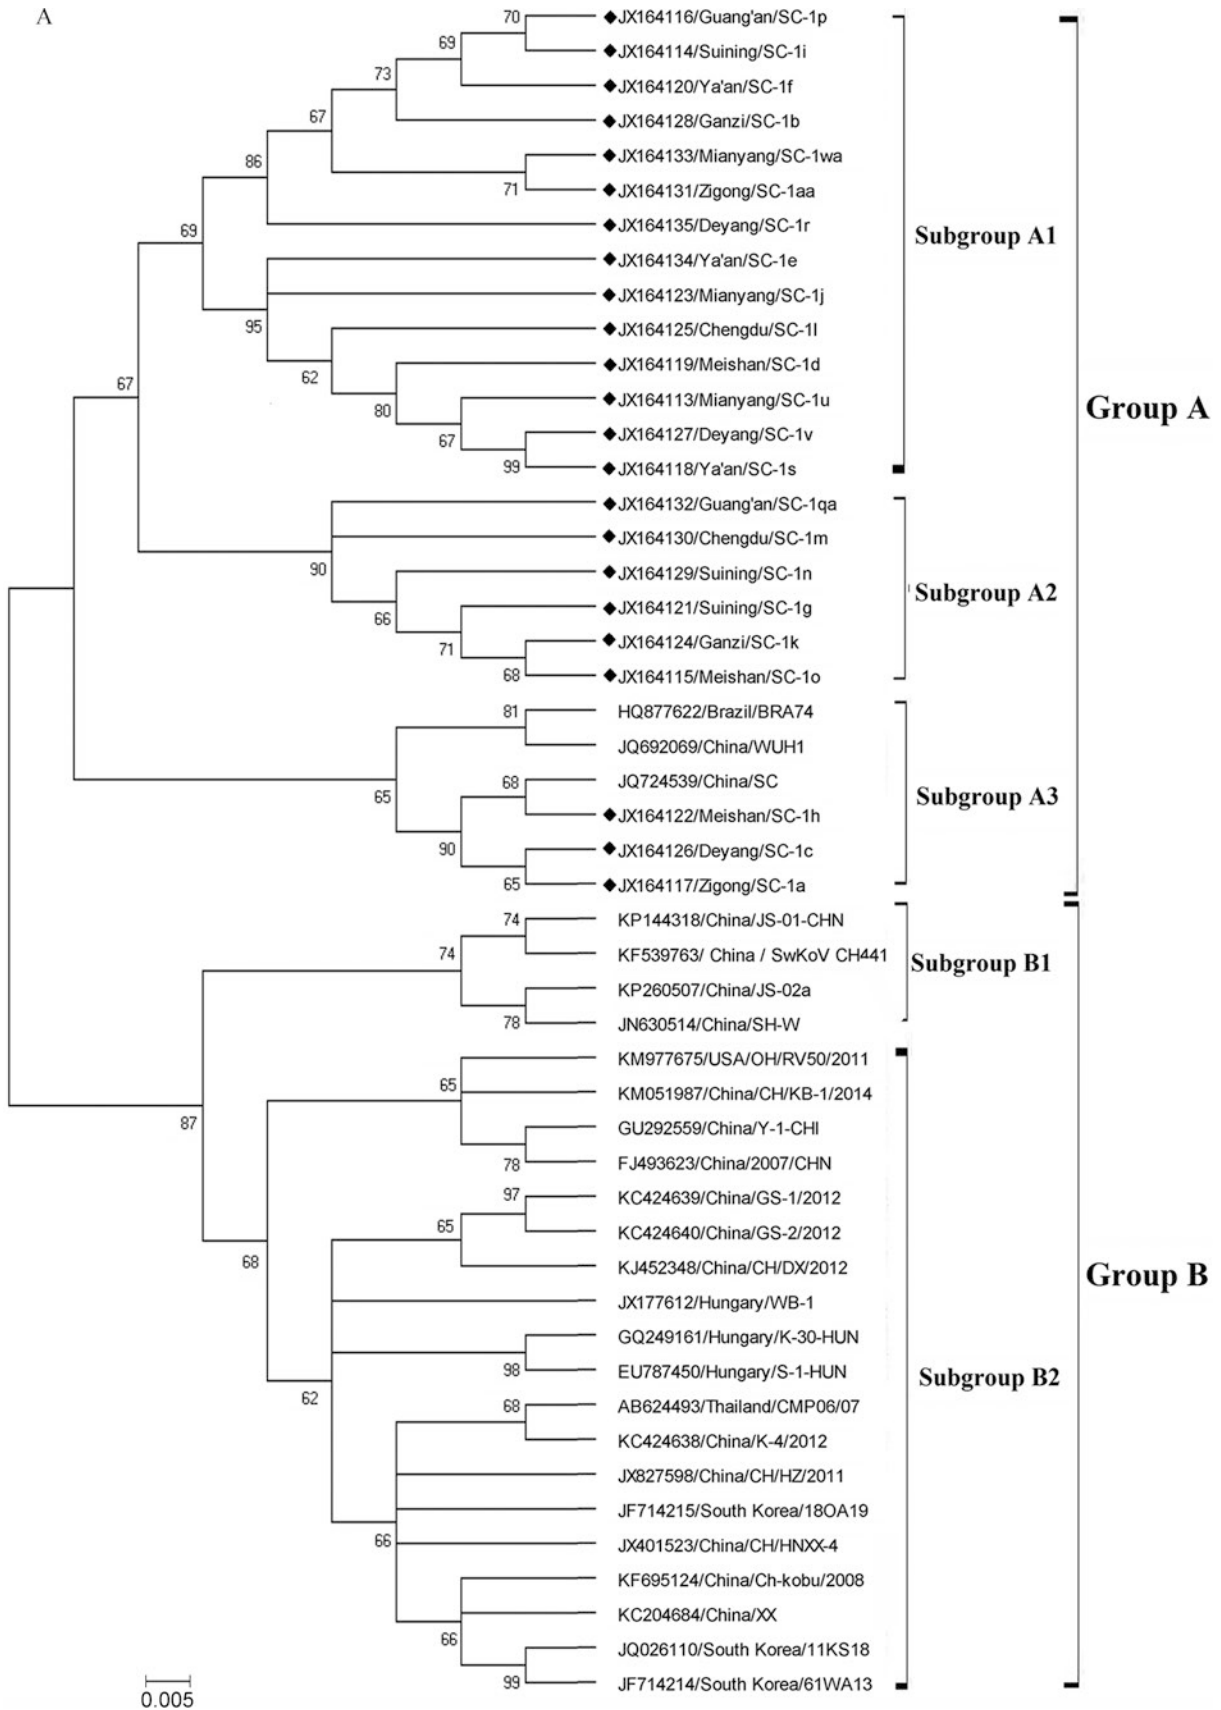 A
70
◆JX164116/Guang'an/SC-1p
◆JX164114/Suining/SC-1i
69
◆JX164120/Ya'an/SC-1f
73
◆JX164128/Ganzi/SC-1b
67
◆JX164133/Mianyang/SC-1wa
71
◆JX164131/Zigong/SC-1aa
86
◆JX164135/Deyang/SC-1r
69
Subgroup A1
◆JX164134/Ya'an/SC-1e
◆JX164123/Mianyang/SC-1j
95
◆JX164125/Chengdu/SC-1l
62
◆JX164119/Meishan/SC-1d
80
◆JX164113/Mianyang/SC-1u
67
◆JX164127/Deyang/SC-1v
99
◆JX164118/Ya'an/SC-1s
67
Group A
◆JX164132/Guang'an/SC-1qa
◆JX164130/Chengdu/SC-1m
90
◆JX164129/Suining/SC-1n
Subgroup A2
66
◆JX164121/Suining/SC-1g
71
◆JX164124/Ganzi/SC-1k
68
◆JX164115/Meishan/SC-1o
81
HQ877622/Brazil/BRA74
JQ692069/China/WUH1
65
68
JQ724539/China/SC
Subgroup A3
◆JX164122/Meishan/SC-1h
90
◆JX164126/Deyang/SC-1c
65
◆JX164117/Zigong/SC-1a
74
KP144318/China/JS-01-CHN
74
KF539763/ China / SwKoV CH441
Subgroup B1
KP260507/China/JS-02a
78
JN630514/China/SH-W
87
KM977675/USA/OH/RV50/2011
65
KM051987/China/CH/KB-1/2014
GU292559/China/Y-1-CHI
78
FJ493623/China/2007/CHN
68
97
KC424639/China/GS-1/2012
65
KC424640/China/GS-2/2012
KJ452348/China/CH/DX/2012
Group B
JX177612/Hungary/WB-1
GQ249161/Hungary/K-30-HUN
98
EU787450/Hungary/S-1-HUN
Subgroup B2
62
68
AB624493/Thailand/CMP06/07
KC424638/China/K-4/2012
JX827598/China/CH/HZ/2011
JF714215/South Korea/18OA19
66
JX401523/China/CH/HNXX-4
KF695124/China/Ch-kobu/2008
KC204684/China/XX
66
JQ026110/South Korea/11KS18
99
JF714214/South Korea/61WA13
0.005